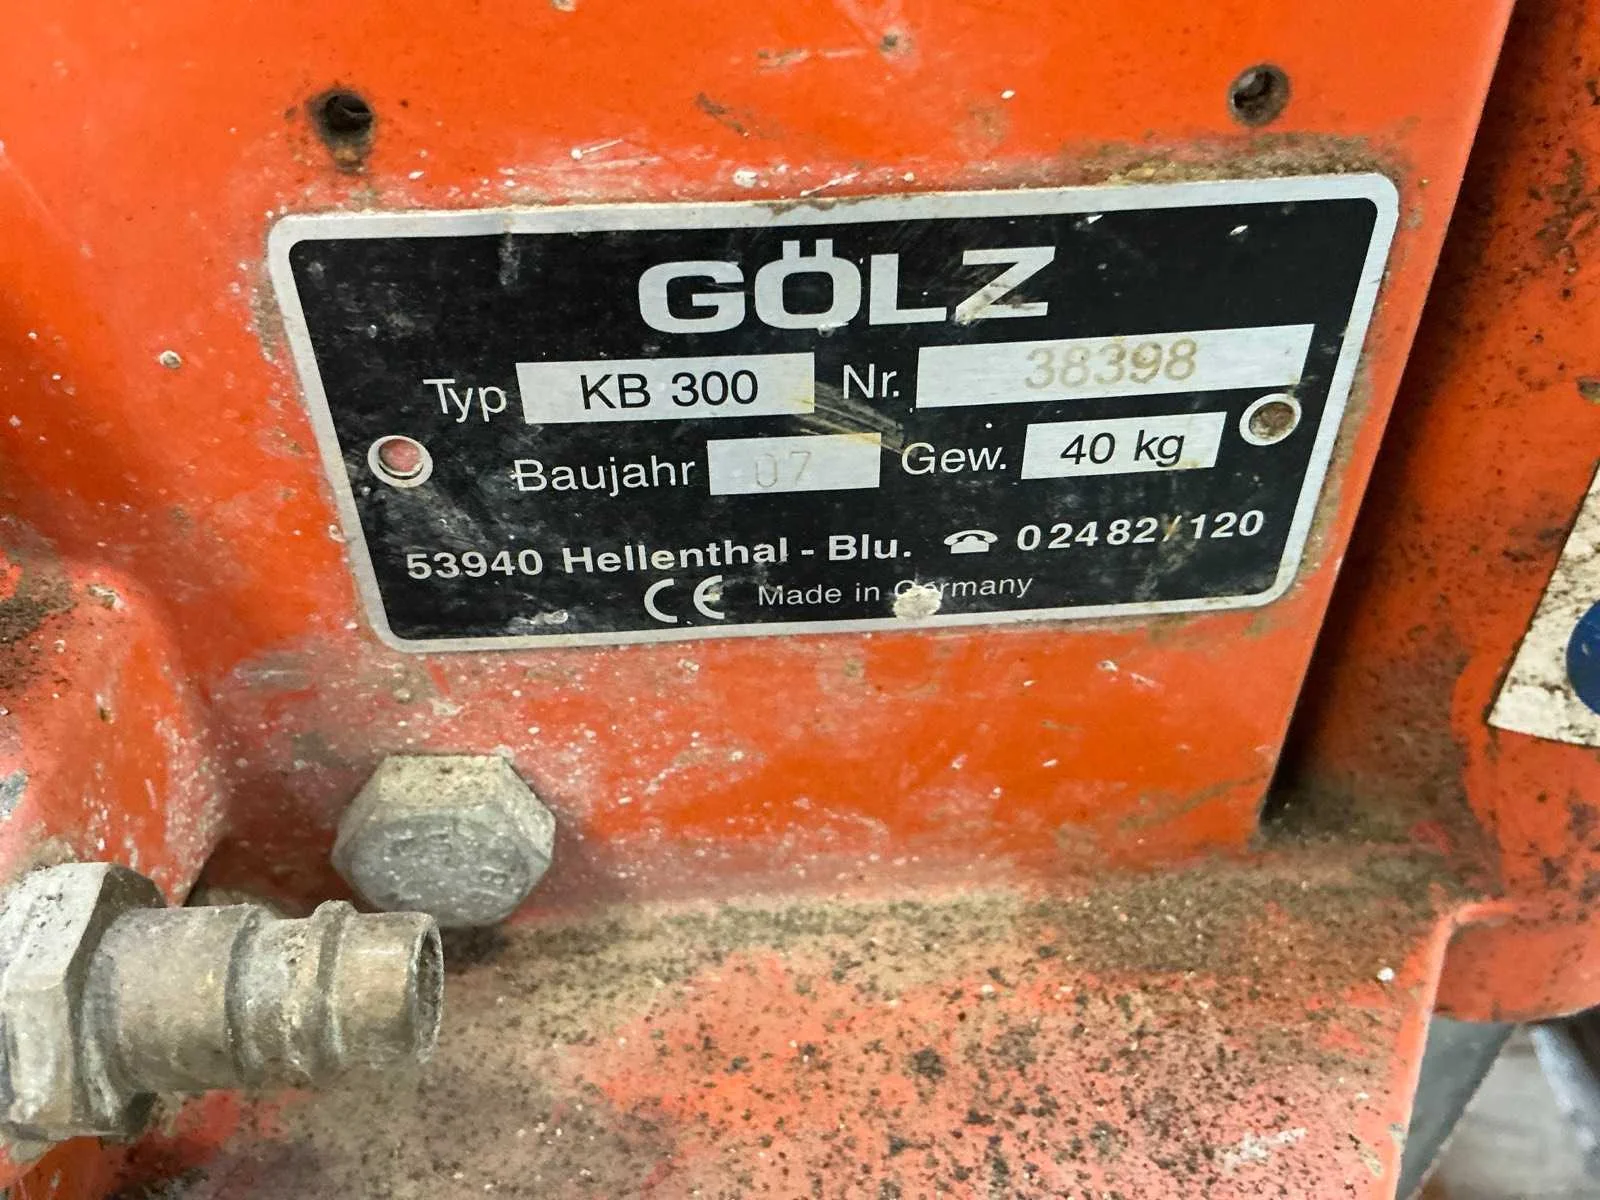 GÖLZ
Typ KB 300 Nr. 38398
Baujahr 07 Gew. 40 kg
53940 Hellenthal - Blu. ☎ 02482/120
CE Made in Germany